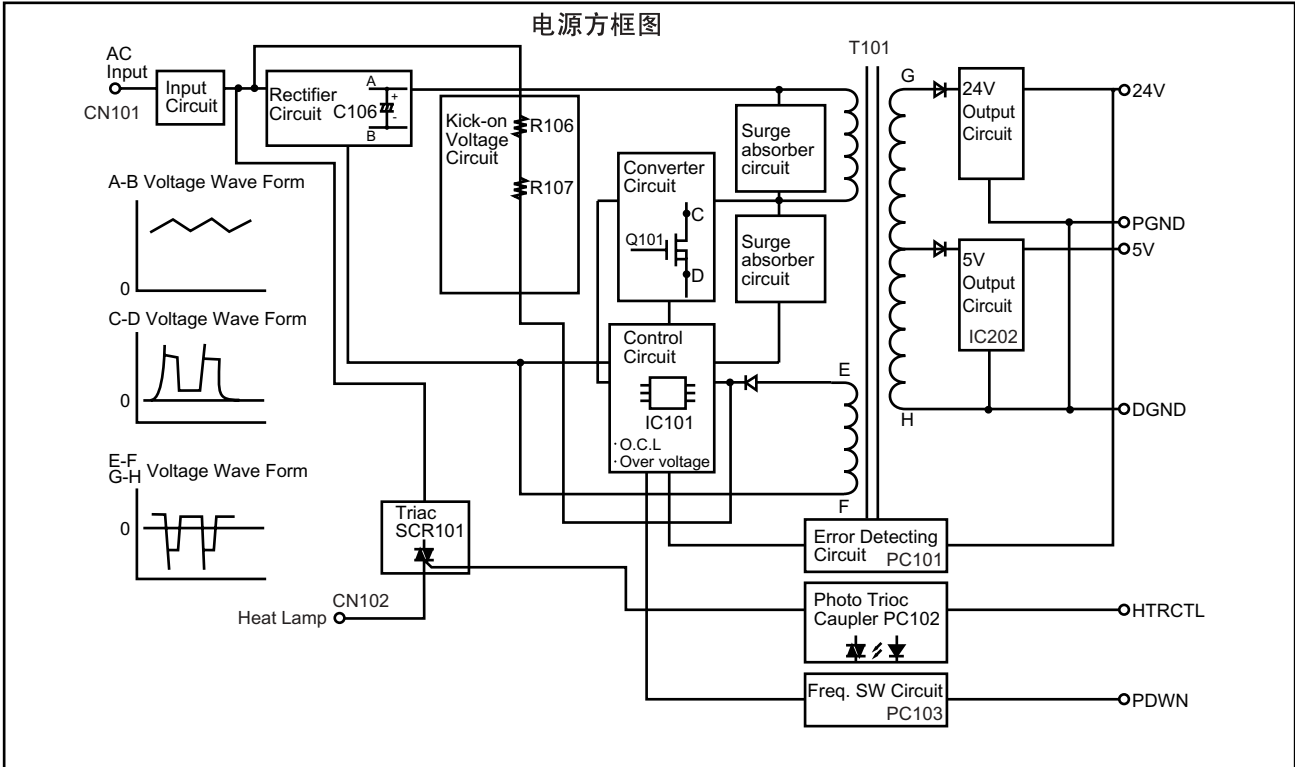 电源方框图
AC
Input
CN101
Input
Circuit
Rectifier
Circuit
C106
A
+
-
B
Kick-on
Voltage
Circuit
R106
R107
Converter
Circuit
C
Q101
D
Surge
absorber
circuit
Surge
absorber
circuit
T101
G
24V
Output
Circuit
24V
PGND
5V
5V
Output
Circuit
IC202
DGND
H
Control
Circuit
IC101
· O.C.L
· Over voltage
E
F
A-B Voltage Wave Form
0
C-D Voltage Wave Form
0
E-F
G-H Voltage Wave Form
0
Triac
SCR101
CN102
Heat Lamp
Error Detecting
Circuit PC101
Photo Trioc
Caupler PC102
HTRCTL
Freq. SW Circuit
PC103
PDWN